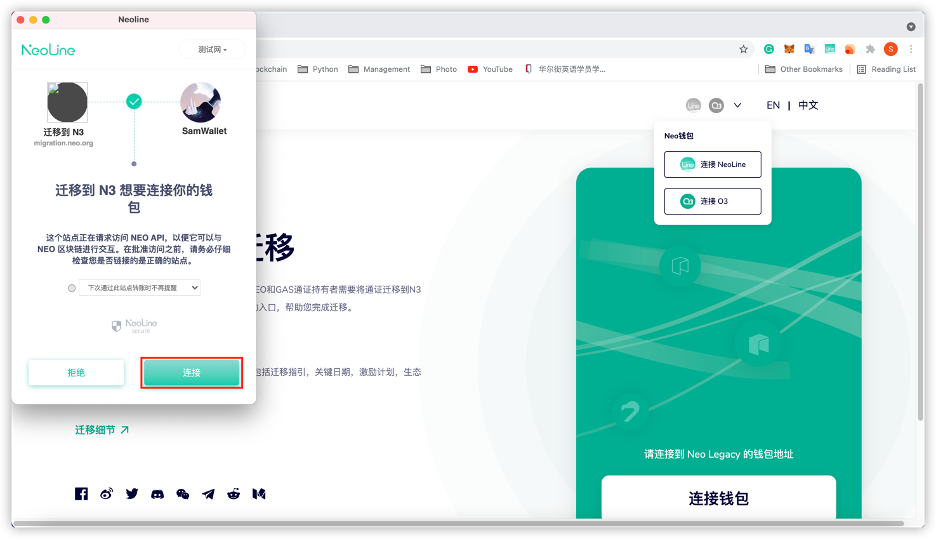 Neoline
NeoLine
测试网
迁移到 N3
migration.neo.org
SamWallet
迁移到 N3 想要连接你的钱
包
这个站点正在请求访问 NEO API，以便它可以与
NEO 区块链进行交互。在批准访问之前，请务必仔细
检查您是否链接的是正确的站点。
下次通过此站点转账时不再提醒
NeoLine
secure
拒绝
连接
S
ockchain
Python
Management
Photo
YouTube
华尔街英语学员学...
Other Bookmarks
Reading List
EN | 中文
Neo钱包
连接 NeoLine
连接 O3
迁移
EO和GAS通证持有者需要将通证迁移到N3
入口，帮助您完成迁移。
包括迁移指引，关键日期，激励计划，生态
迁移细节
请连接到 Neo Legacy 的钱包地址
连接钱包